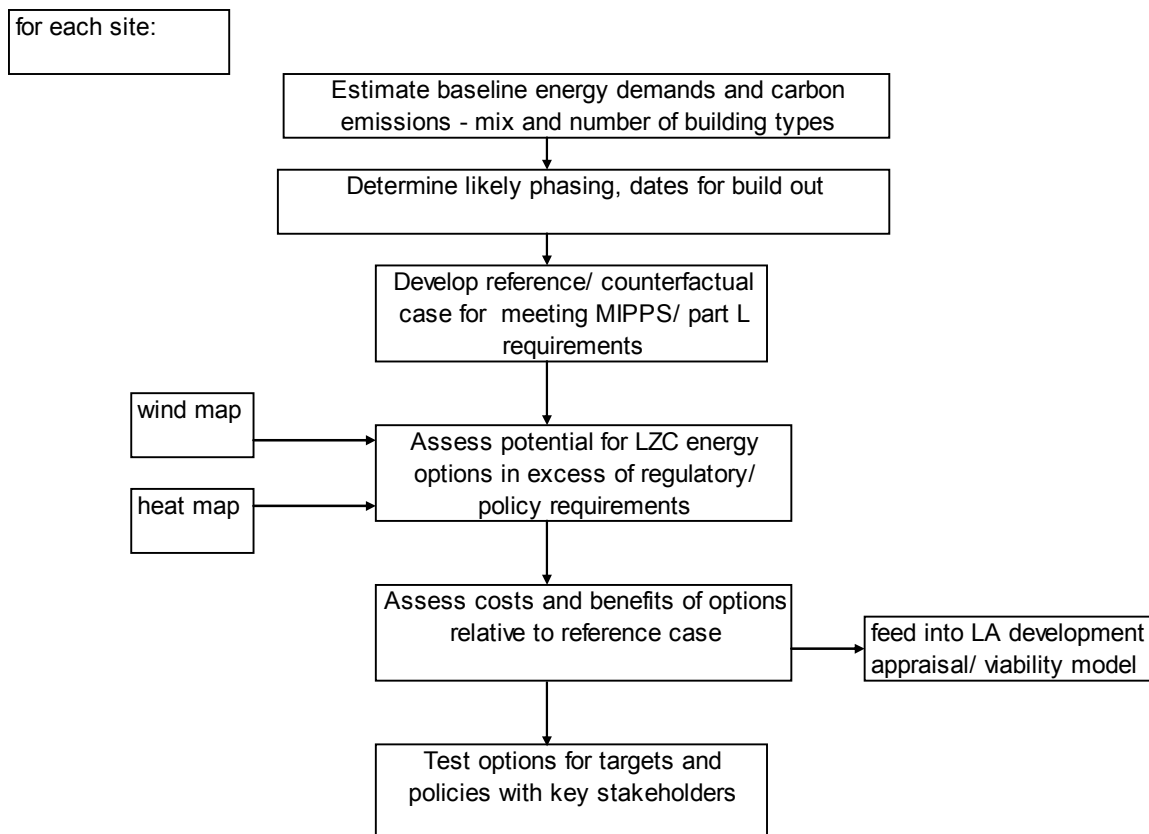 for each site:
Estimate baseline energy demands and carbon
emissions - mix and number of building types
Determine likely phasing, dates for build out
Develop reference/ counterfactual
case for meeting MIPPS/ part L
requirements
wind map
Assess potential for LZC energy
options in excess of regulatory/
policy requirements
heat map
Assess costs and benefits of options
relative to reference case
feed into LA development
appraisal/ viability model
Test options for targets and
policies with key stakeholders